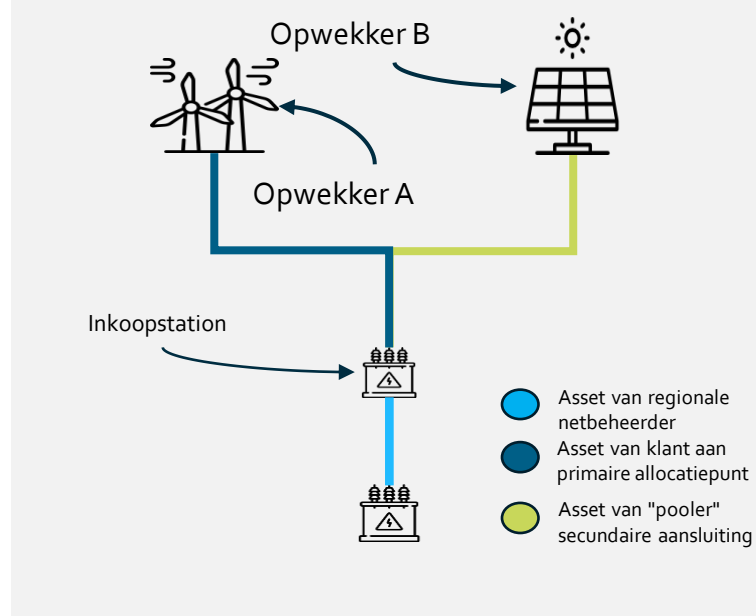 Opwekker B
Opwekker A
Inkoopstation
Asset van regionale
netbeheerder
Asset van klant aan
primaire allocatiepunt
Asset van "pooler"
secundaire aansluiting